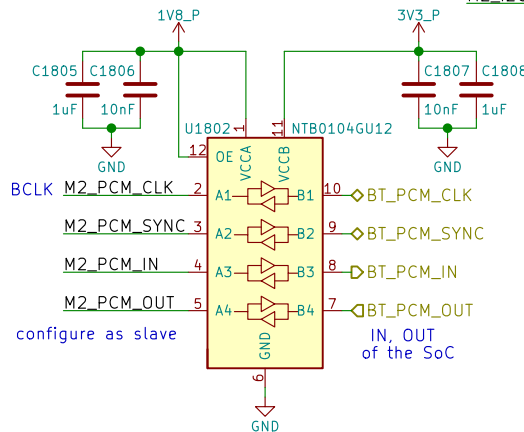 1V8_P
3V3_P
C1805
C1806
C1807
C1808
1uF
10nF
10nF
1uF
GND
GND
U1802
NTB0104GU12
1
11
12
OE
VCCA
VCCB
BCLK
M2_PCM_CLK
2
A1
B1
10
BT_PCM_CLK
M2_PCM_SYNC
3
A2
B2
9
BT_PCM_SYNC
M2_PCM_IN
4
A3
B3
8
BT_PCM_IN
M2_PCM_OUT
5
A4
B4
7
BT_PCM_OUT
configure as slave
GND
IN, OUT
of the SoC
6
GND